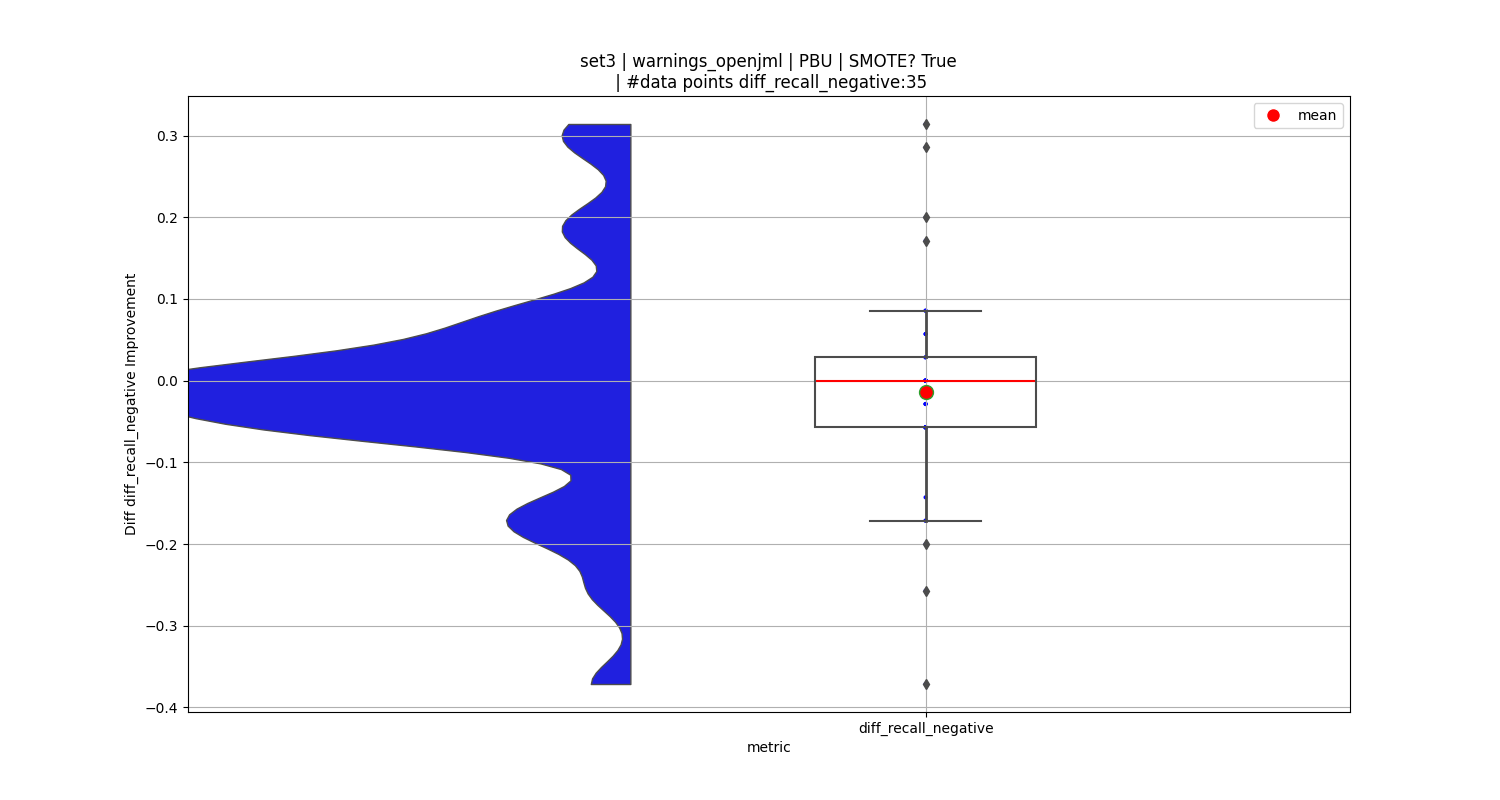 set3 | warnings_openjml | PBU | SMOTE? True
| #data points diff_recall_negative:35
mean
0.3
0.2
0.1
0.0
−0.1
−0.2
−0.3
−0.4
Diff diff_recall_negative Improvement
diff_recall_negative
metric